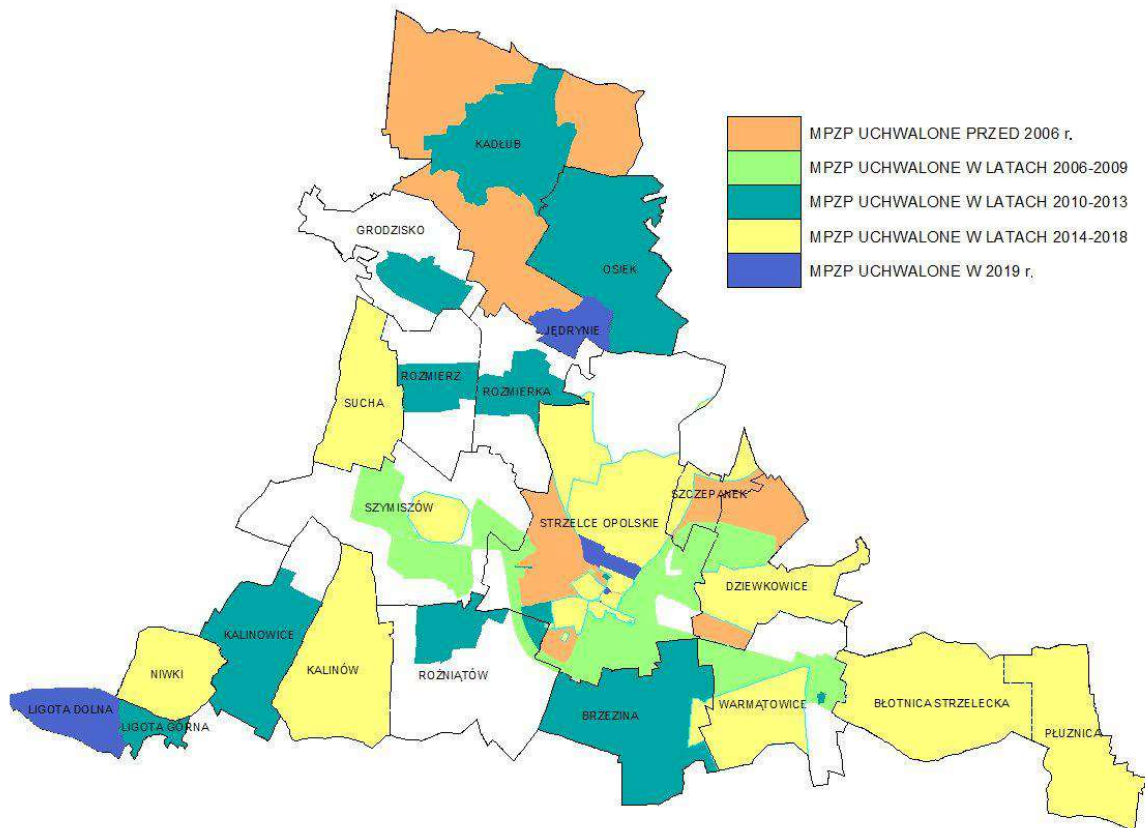 KADŁUB
MPZP UCHWALONE PRZED 2006 r.
MPZP UCHWALONE W LATACH 2006-2009
MPZP UCHWALONE W LATACH 2010-2013
MPZP UCHWALONE W LATACH 2014-2018
MPZP UCHWALONE W 2019 r.
GRODZISKO
OSIEK
JĘDRYNIE
ROZMIERZ
ROZMIERKA
SUCHA
SZCZEPANEK
SZYMISZÓW
STRZELCE OPOLSKIE
DZIEWKOWICE
KALINOWICE
NIWKI
KALINÓW
ROŻNIĄTÓW
BŁOTNICA STRZELECKA
LIGOTA DOLNA
WARMĄTOWICE
BRZEZINA
LIGOTA GÓRNA
PŁUŻNICA